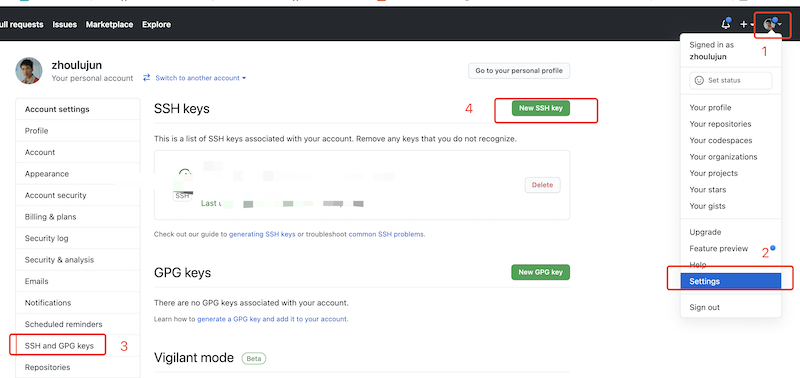 ull requests Issues Marketplace Explore
1
Signed in as
zhoulujun
Set status
Your profile
Your repositories
Your codespaces
Your organizations
Your projects
Your stars
Your gists
Upgrade
Feature preview
2
Help
Settings
Sign out
zhoulujun
Your personal account
Switch to another account
Go to your personal profile
Account settings
Profile
Account
Appearance
Account security
Billing & plans
Security log
Security & analysis
Emails
Notifications
Scheduled reminders
SSH and GPG keys
3
Repositories
SSH keys
4
New SSH key
This is a list of SSH keys associated with your account. Remove any keys that you do not recognize.
SSH
Last
Delete
Check out our guide to generating SSH keys or troubleshoot common SSH problems.
GPG keys
New GPG key
There are no GPG keys associated with your account.
Learn how to generate a GPG key and add it to your account.
Vigilant mode Beta